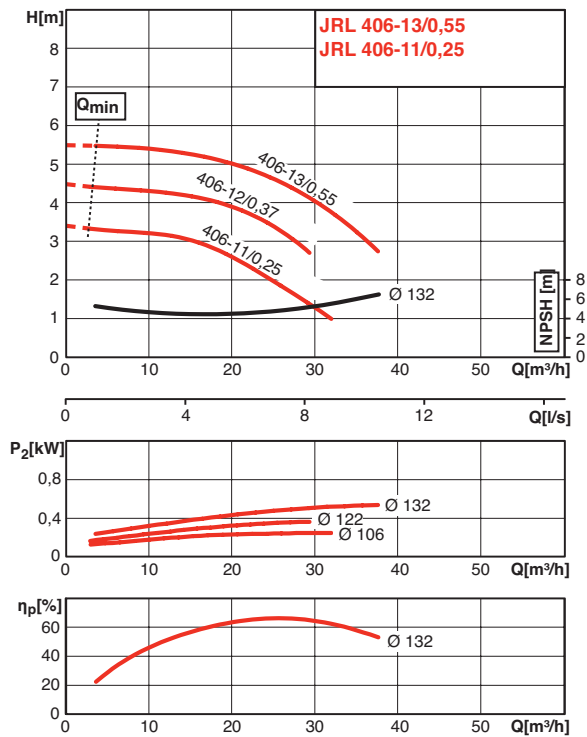 H[m]
JRL 406-13/0,55
JRL 406-11/0,25
8
7
6
5
4
3
2
1
0
Qmin
406-13/0,55
406-12/0,37
406-11/0,25
Ø 132
NPSH [m]
8
6
4
2
0
0 10 20 30 40 50 Q[m³/h]
0 4 8 12 Q[l/s]
P₂[kW]
0,8
0,4
0
Ø 132
Ø 122
Ø 106
0 10 20 30 40 50 Q[m³/h]
ηP[%]
60
40
20
0
Ø 132
0 10 20 30 40 50 Q[m³/h]